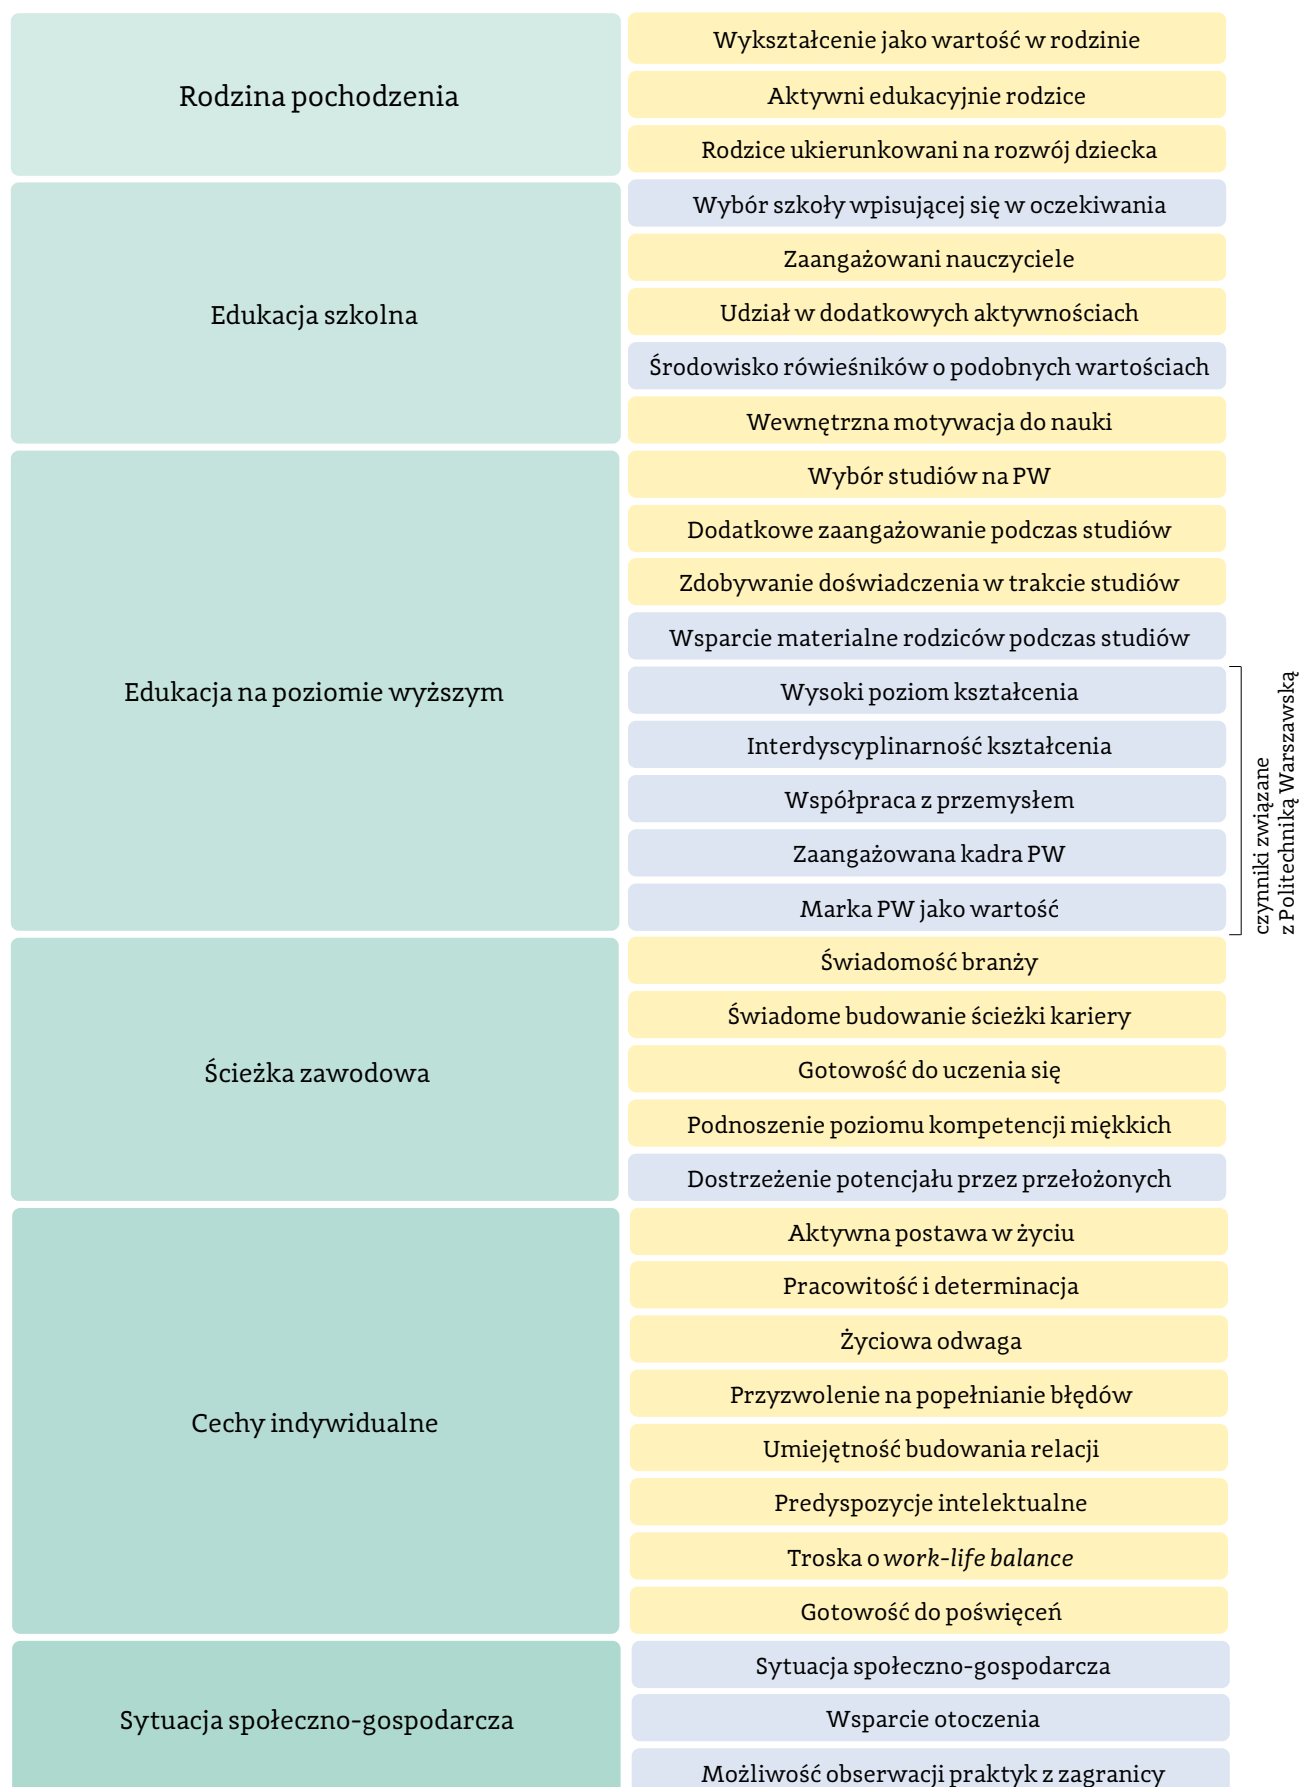 Rodzina pochodzenia
Wykształcenie jako wartość w rodzinie
Aktywni edukacyjnie rodzice
Rodzice ukierunkowani na rozwój dziecka
Edukacja szkolna
Wybór szkoły wpisującej się w oczekiwania
Zaangażowani nauczyciele
Udział w dodatkowych aktywnościach
Środowisko rówieśników o podobnych wartościach
Wewnętrzna motywacja do nauki
Edukacja na poziomie wyższym
Wybór studiów na PW
Dodatkowe zaangażowanie podczas studiów
Zdobywanie doświadczenia w trakcie studiów
Wsparcie materialne rodziców podczas studiów
Wysoki poziom kształcenia
Interdyscyplinarność kształcenia
Współpraca z przemysłem
Zaangażowana kadra PW
Marka PW jako wartość
czynniki związane
z Politechniką Warszawską
Ścieżka zawodowa
Świadomość branży
Świadome budowanie ścieżki kariery
Gotowość do uczenia się
Podnoszenie poziomu kompetencji miękkich
Dostrzeżenie potencjału przez przełożonych
Cechy indywidualne
Aktywna postawa w życiu
Pracowitość i determinacja
Życiowa odwaga
Przyzwolenie na popełnianie błędów
Umiejętność budowania relacji
Predyspozycje intelektualne
Troska o work-life balance
Gotowość do poświęceń
Sytuacja społeczno-gospodarcza
Sytuacja społeczno-gospodarcza
Wsparcie otoczenia
Możliwość obserwacji praktyk z zagranicy